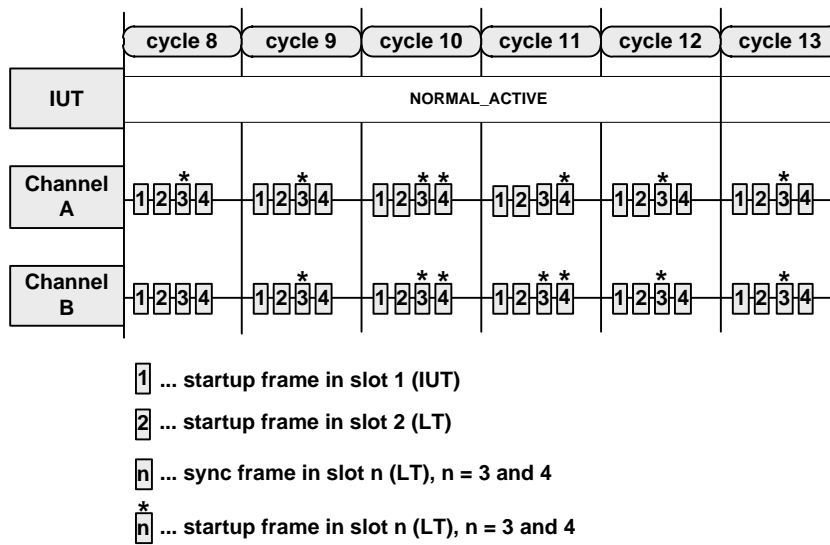 cycle 8 cycle 9 cycle 10 cycle 11 cycle 12 cycle 13
IUT
NORMAL_ACTIVE
* * * * * * *
Channel A
1 2 3 4 1 2 3 4 1 2 3 4 1 2 3 4 1 2 3 4 1 2 3 4
* * * * * * *
Channel B
1 2 3 4 1 2 3 4 1 2 3 4 1 2 3 4 1 2 3 4 1 2 3 4
1 ... startup frame in slot 1 (IUT)
2 ... startup frame in slot 2 (LT)
n ... sync frame in slot n (LT), n = 3 and 4
*
n ... startup frame in slot n (LT), n = 3 and 4